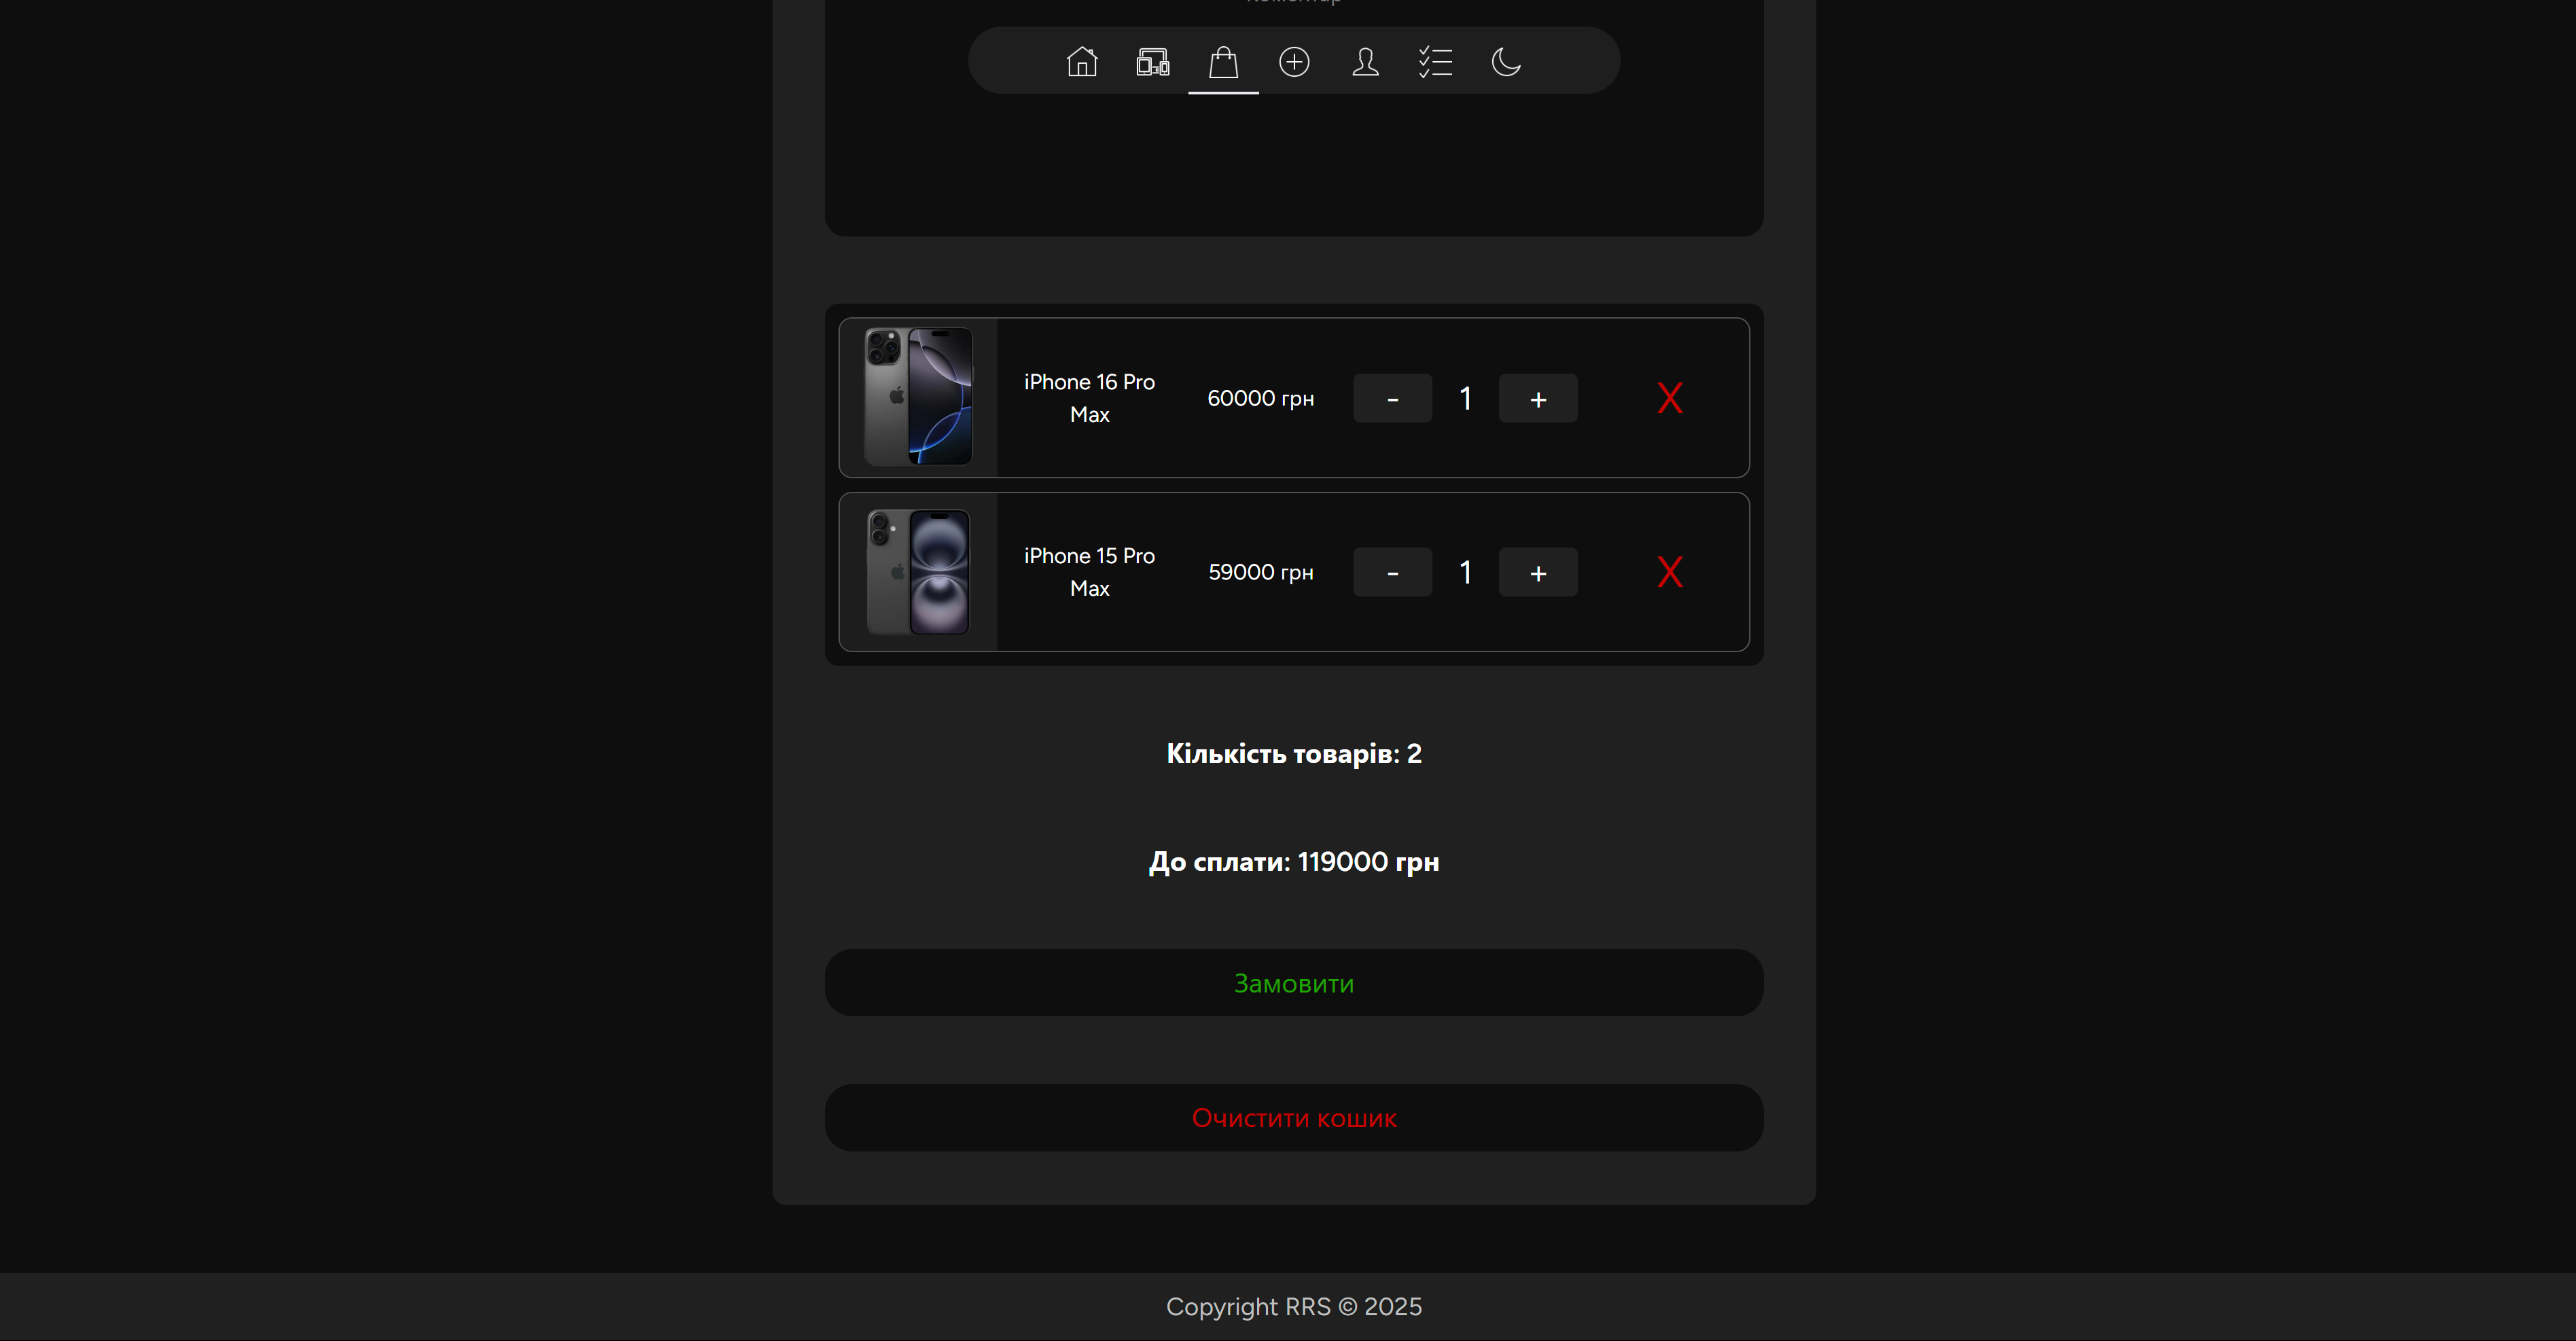 iPhone 16 Pro
Max
60000 грн
-
1
+
X
iPhone 15 Pro
Max
59000 грн
-
1
+
X
Кількість товарів: 2
До сплати: 119000 грн
Замовити
Очистити кошик
Copyright RRS © 2025